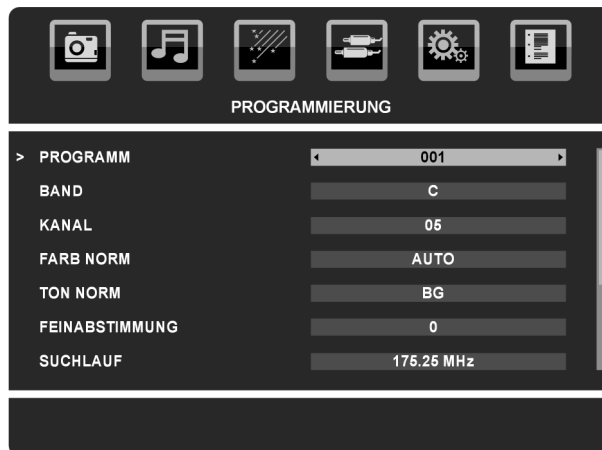 PROGRAMMIERUNG
> PROGRAMM 001
BAND C
KANAL 05
FARB NORM AUTO
TON NORM BG
FEINABSTIMMUNG 0
SUCHLAUF 175.25 MHz